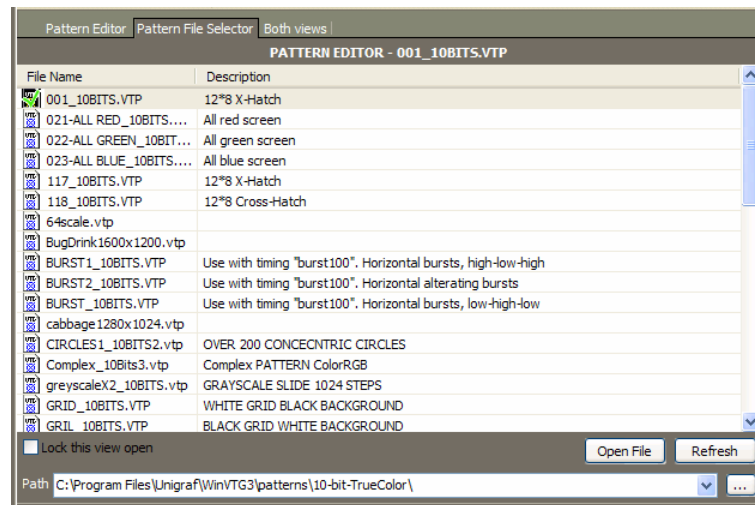 Pattern Editor Pattern File Selector Both views
PATTERN EDITOR - 001_10BITS.VTP
File Name Description
001_10BITS.VTP 12*8 X-Hatch
021-ALL RED_10BITS.... All red screen
022-ALL GREEN_10BIT... All green screen
023-ALL BLUE_10BITS.... All blue screen
117_10BITS.VTP 12*8 X-Hatch
118_10BITS.VTP 12*8 Cross-Hatch
64scale.vtp
BugDrink1600x1200.vtp
BURST1_10BITS.VTP Use with timing "burst100". Horizontal bursts, high-low-high
BURST2_10BITS.VTP Use with timing "burst100". Horizontal alterating bursts
BURST_10BITS.VTP Use with timing "burst100". Horizontal bursts, low-high-low
cabbage1280x1024.vtp
CIRCLES1_10BITS2.vtp OVER 200 CONCECNTRIC CIRCLES
Complex_10Bits3.vtp Complex PATTERN ColorRGB
greyscaleX2_10BITS.vtp GRAYSCALE SLIDE 1024 STEPS
GRID_10BITS.VTP WHITE GRID BLACK BACKGROUND
GRIL_10BITS.VTP BLACK GRID WHITE BACKGROUND
Lock this view open Open File Refresh
Path C:\Program Files\Unigraf\WinVTG3\patterns\10-bit-TrueColor\ ...